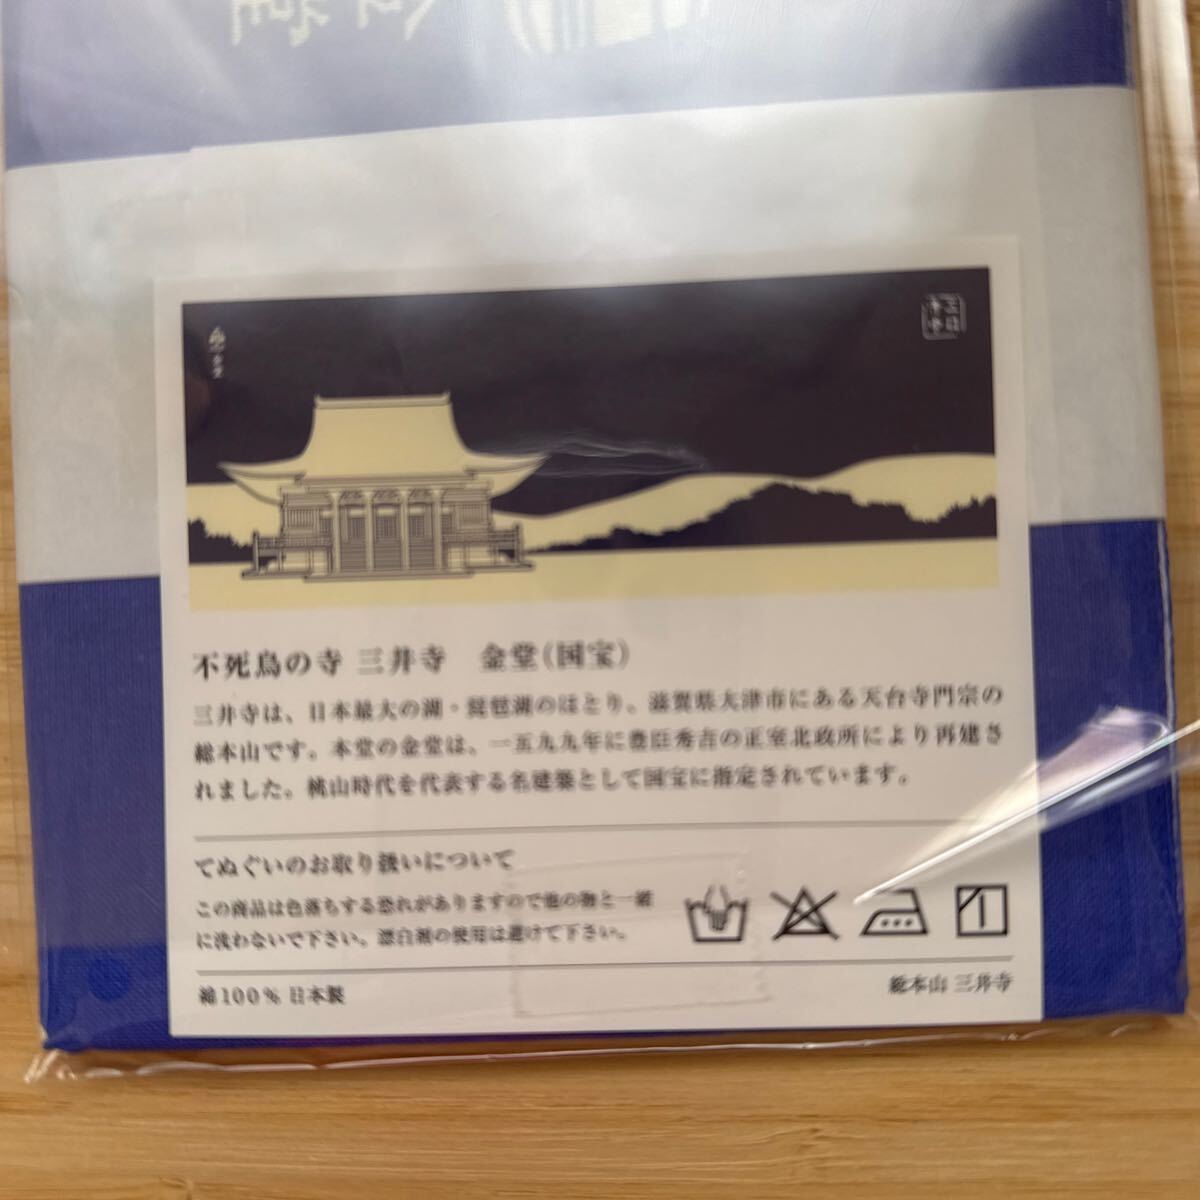 不死鳥の寺 三井寺　金堂(国宝)
三井寺は、日本最大の湖・琵琶湖のほとり、滋賀県大津市にある天台寺門宗の
総本山です。本堂の金堂は、一五九九年に豊臣秀吉の正室北政所により再建さ
れました。桃山時代を代表する名建築として国宝に指定されています。
てぬぐいのお取り扱いについて
この商品は色落ちする恐れがありますので他の物と一緒
に洗わないで下さい。漂白剤の使用は避けて下さい。
綿100% 日本製
総本山 三井寺